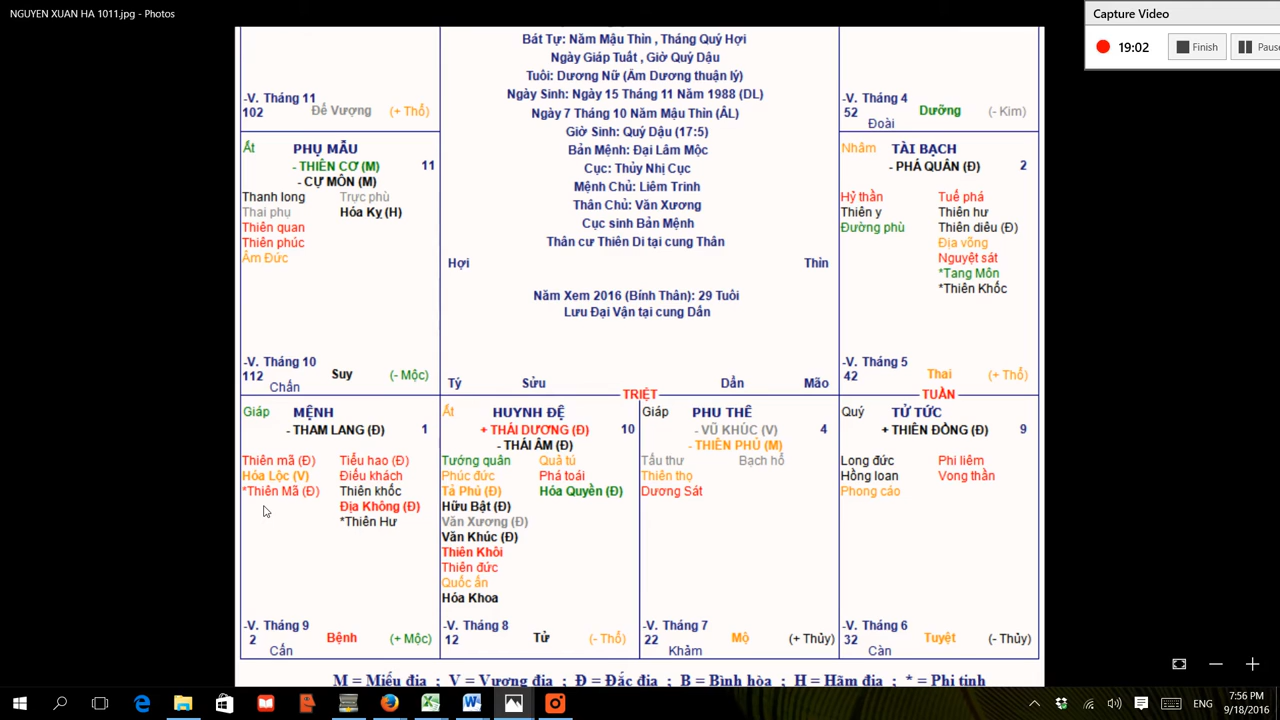 NGUYEN XUAN HA 1011.jpg - Photos
Capture Video
19:02 Finish Pause
Bát Tự: Năm Mậu Thìn , Tháng Quý Hợi
Ngày Giáp Tuất , Giờ Quý Dậu
Tuổi: Dương Nữ (Âm Dương thuận lý)
Ngày Sinh: Ngày 15 Tháng 11 Năm 1988 (DL)
Ngày 7 Tháng 10 Năm Mậu Thìn (ÂL)
Giờ Sinh: Quý Dậu (17:5)
Bản Mệnh: Đại Lâm Mộc
Cục: Thủy Nhị Cục
Mệnh Chủ: Liêm Trinh
Thân Chủ: Văn Xương
Cục sinh Bản Mệnh
Thân cư Thiên Di tại cung Thân
Hợi Thìn
Năm Xem 2016 (Bính Thân): 29 Tuổi
Lưu Đại Vận tại cung Dần
Tý Sửu Dần Mão
TRIỆT
TUẦN
-V. Tháng 11
102 Đế Vượng (+ Thổ)
-V. Tháng 4
52 Dưỡng (- Kim)
Đoài
Ất PHỤ MẪU
- THIÊN CƠ (M) 11
- CỰ MÔN (M)
Thanh long Trực phù
Thai phụ Hóa Kỵ (H)
Thiên quan
Thiên phúc
Âm Đức
-V. Tháng 10
112 Suy (- Mộc)
Chấn
Nhâm TÀI BẠCH
- PHÁ QUÂN (Đ) 2
Hỷ thần Tuế phá
Thiên y Thiên hư
Đường phù Thiên diêu (Đ)
Địa võng
Nguyệt sát
*Tang Môn
*Thiên Khốc
-V. Tháng 5
42 Thai (+ Thổ)
Giáp MỆNH
- THAM LANG (Đ) 1
Thiên mã (Đ) Tiểu hao (Đ)
Hóa Lộc (V) Điếu khách
*Thiên Mã (Đ) Thiên khốc
Địa Không (Đ)
*Thiên Hư
-V. Tháng 9
2 Bệnh (+ Mộc)
Cấn
Ất HUYNH ĐỆ
+ THÁI DƯƠNG (Đ) 10
- THÁI ÂM (Đ)
Tướng quân Quả tú
Phúc đức Phá toái
Tả Phù (Đ) Hóa Quyền (Đ)
Hữu Bật (Đ)
Văn Xương (Đ)
Văn Khúc (Đ)
Thiên Khôi
Thiên đức
Quốc ấn
Hóa Khoa
-V. Tháng 8
12 Tử (- Thổ)
Giáp PHU THÊ
- VŨ KHÚC (V) 4
- THIÊN PHỦ (M)
Tấu thư Bạch hổ
Thiên thọ
Dương Sát
-V. Tháng 7
22 Mộ (+ Thủy)
Khảm
Quý TỬ TỨC
+ THIÊN ĐỒNG (Đ) 9
Long đức Phi liêm
Hồng loan Vong thần
Phong cáo
-V. Tháng 6
32 Tuyệt (- Thủy)
Càn
M = Miếu địa ; V = Vượng địa ; Đ = Đắc địa ; B = Bình hòa ; H = Hãm địa ; * = Phi tinh
ENG
7:56 PM
9/18/2016